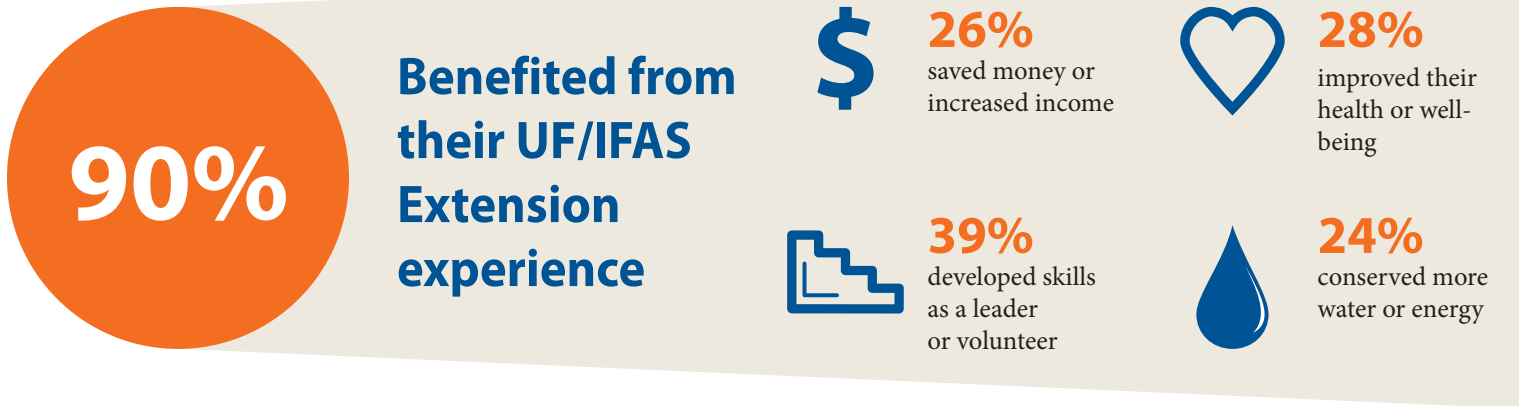 90%
Benefited from
their UF/IFAS
Extension
experience
$
26%
saved money or
increased income
28%
improved their
health or well-
being
39%
developed skills
as a leader
or volunteer
24%
conserved more
water or energy